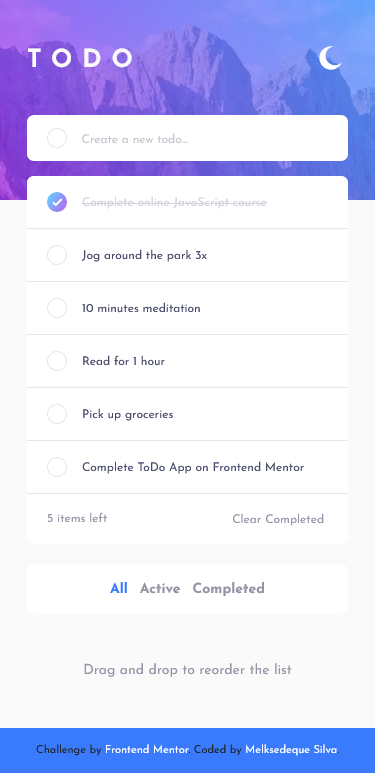 TODO
Create a new todo...
Complete online JavaScript course
Jog around the park 3x
10 minutes meditation
Read for 1 hour
Pick up groceries
Complete ToDo App on Frontend Mentor
5 items left Clear Completed
All Active Completed
Drag and drop to reorder the list
Challenge by Frontend Mentor. Coded by Melksedeque Silva.